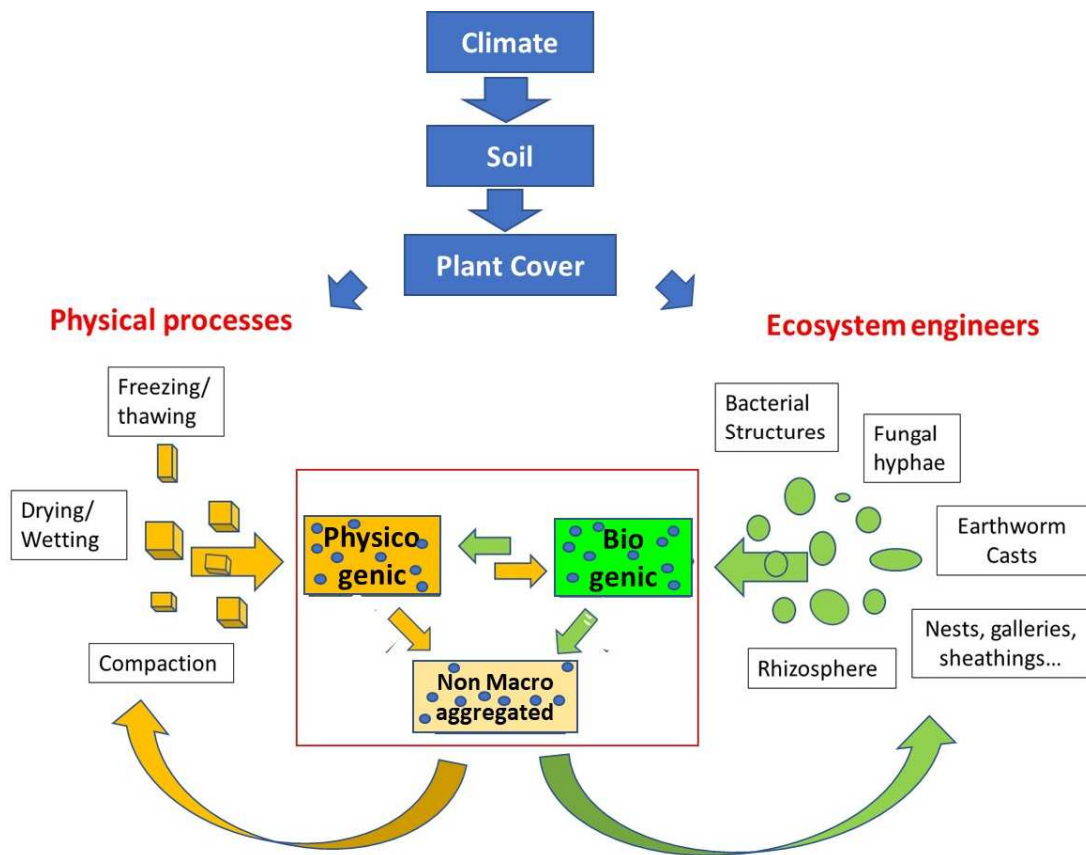 Climate
Soil
Plant Cover
Physical processes
Ecosystem engineers
Freezing/
thawing
Drying/
Wetting
Compaction
Physico
genic
Bio
genic
Non Macro
aggregated
Bacterial
Structures
Fungal
hyphae
Earthworm
Casts
Rhizosphere
Nests, galleries,
sheathings...